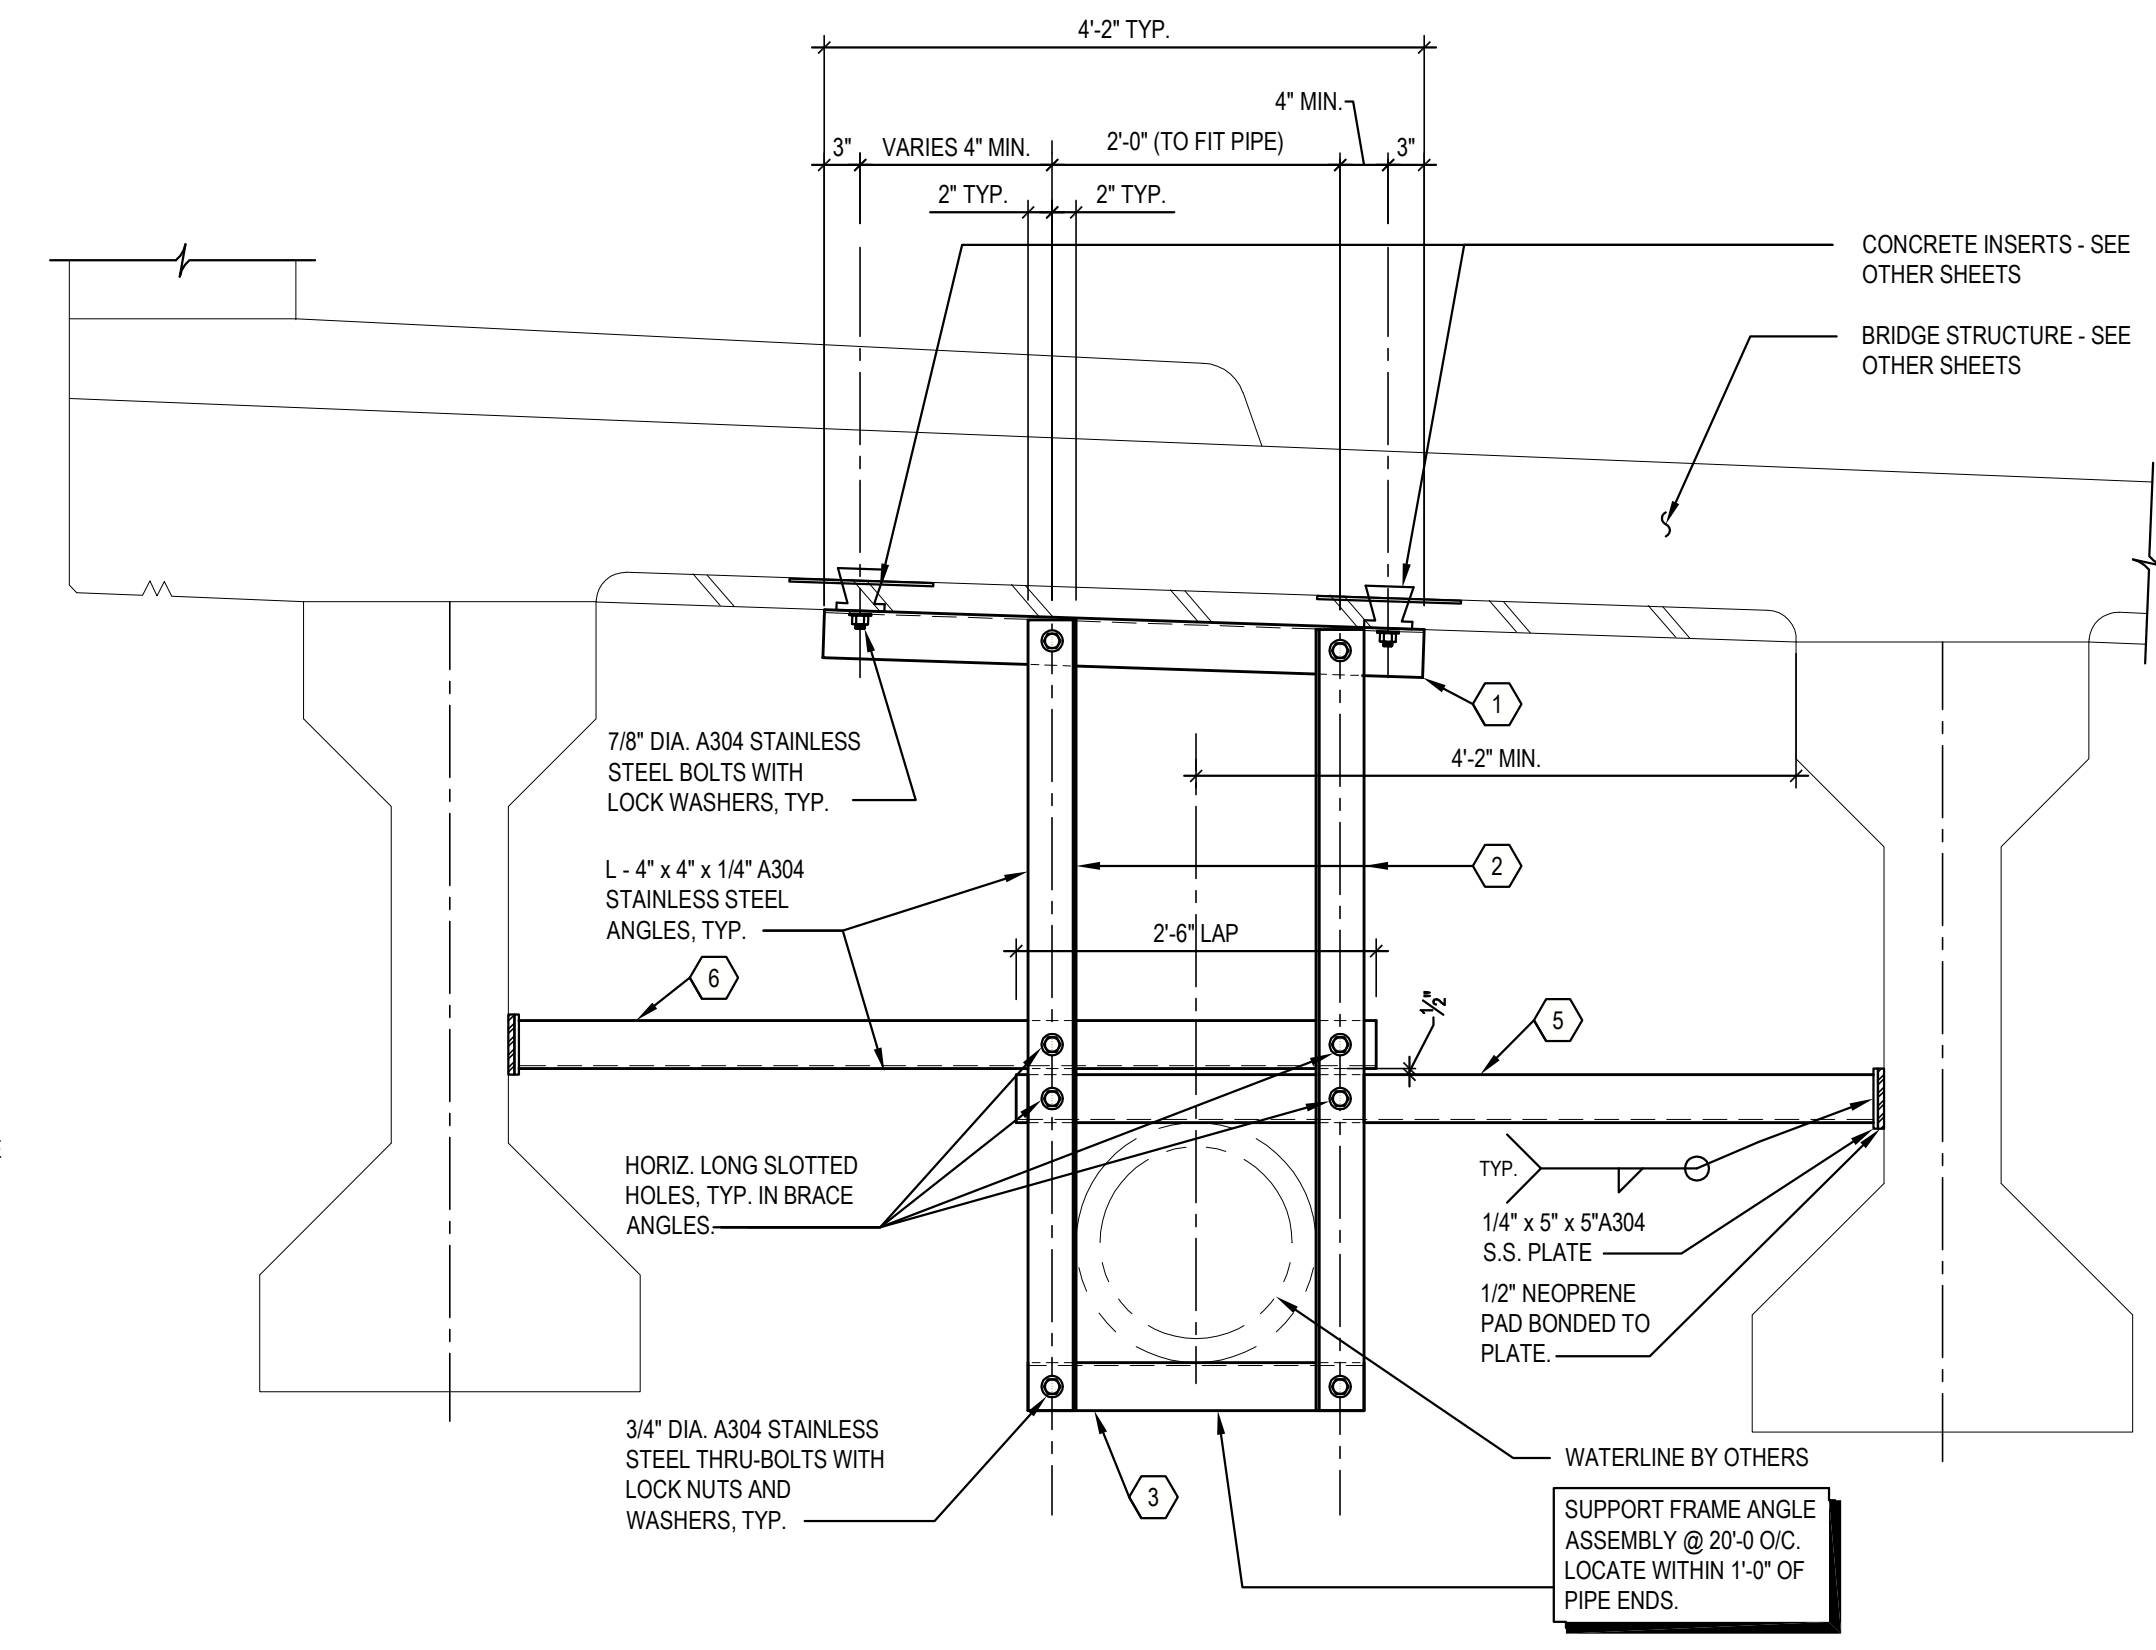 4'-2" TYP.
4" MIN.
3"
VARIES 4" MIN.
2'-0" (TO FIT PIPE)
3"
2" TYP.
2" TYP.
CONCRETE INSERTS - SEE
OTHER SHEETS
BRIDGE STRUCTURE - SEE
OTHER SHEETS
1
7/8" DIA. A304 STAINLESS
STEEL BOLTS WITH
LOCK WASHERS, TYP.
4'-2" MIN.
2
L - 4" x 4" x 1/4" A304
STAINLESS STEEL
ANGLES, TYP.
2'-6" LAP
6
1/2"
5
HORIZ. LONG SLOTTED
HOLES, TYP. IN BRACE
ANGLES.
TYP.
1/4" x 5" x 5"A304
S.S. PLATE
1/2" NEOPRENE
PAD BONDED TO
PLATE.
3/4" DIA. A304 STAINLESS
STEEL THRU-BOLTS WITH
LOCK NUTS AND
WASHERS, TYP.
3
WATERLINE BY OTHERS
SUPPORT FRAME ANGLE
ASSEMBLY @ 20'-0 O/C.
LOCATE WITHIN 1'-0" OF
PIPE ENDS.